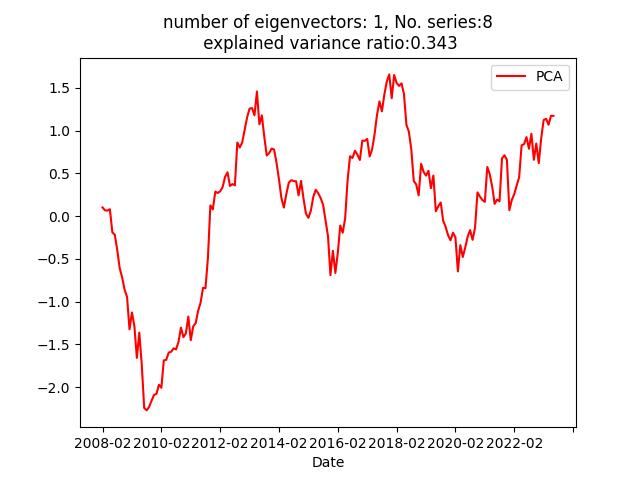 number of eigenvectors: 1, No. series:8
explained variance ratio:0.343
PCA
1.5
1.0
0.5
0.0
−0.5
−1.0
−1.5
−2.0
2008-02 2010-02 2012-02 2014-02 2016-02 2018-02 2020-02 2022-02
Date